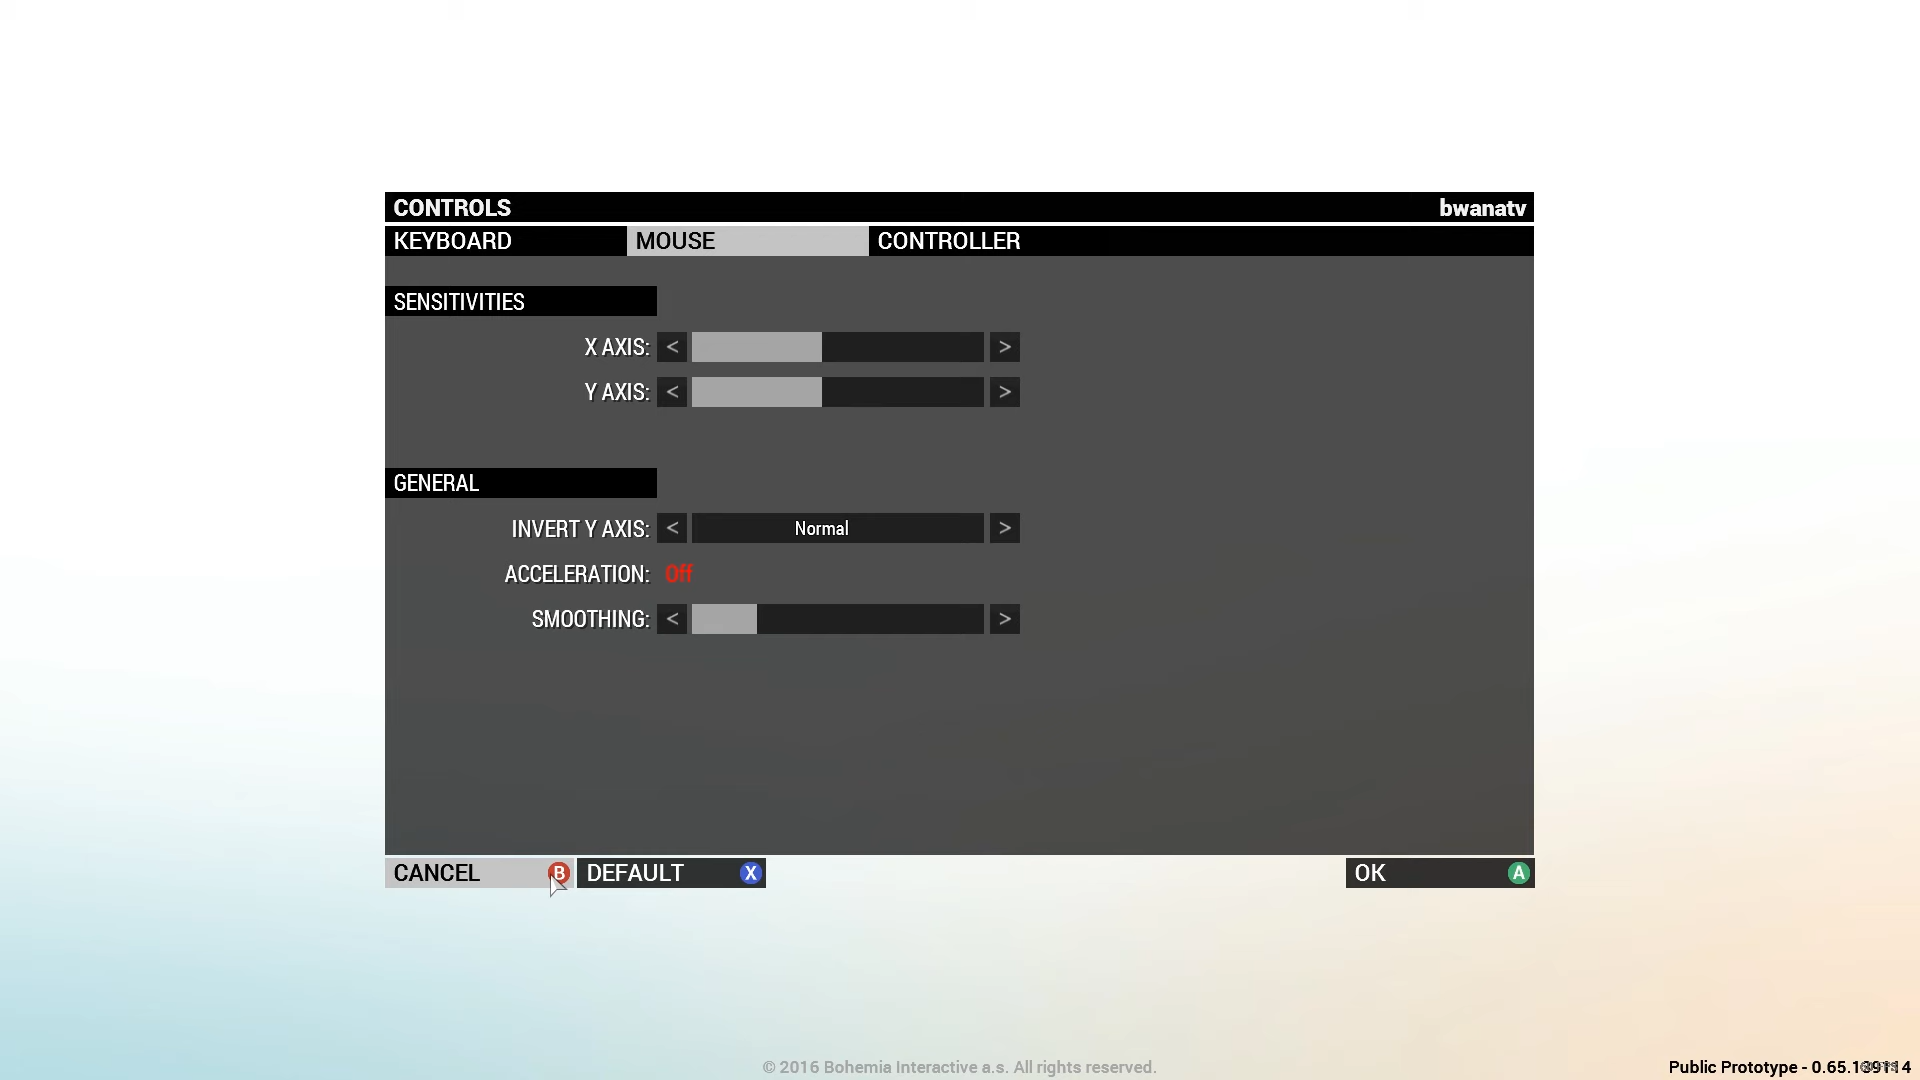 CONTROLS bwanatv
KEYBOARD MOUSE CONTROLLER
SENSITIVITIES
X AXIS: < >
Y AXIS: < >
GENERAL
INVERT Y AXIS: < Normal >
ACCELERATION: Off
SMOOTHING: < >
CANCEL B DEFAULT X OK A
© 2016 Bohemia Interactive a.s. All rights reserved.
Public Prototype - 0.65.139114